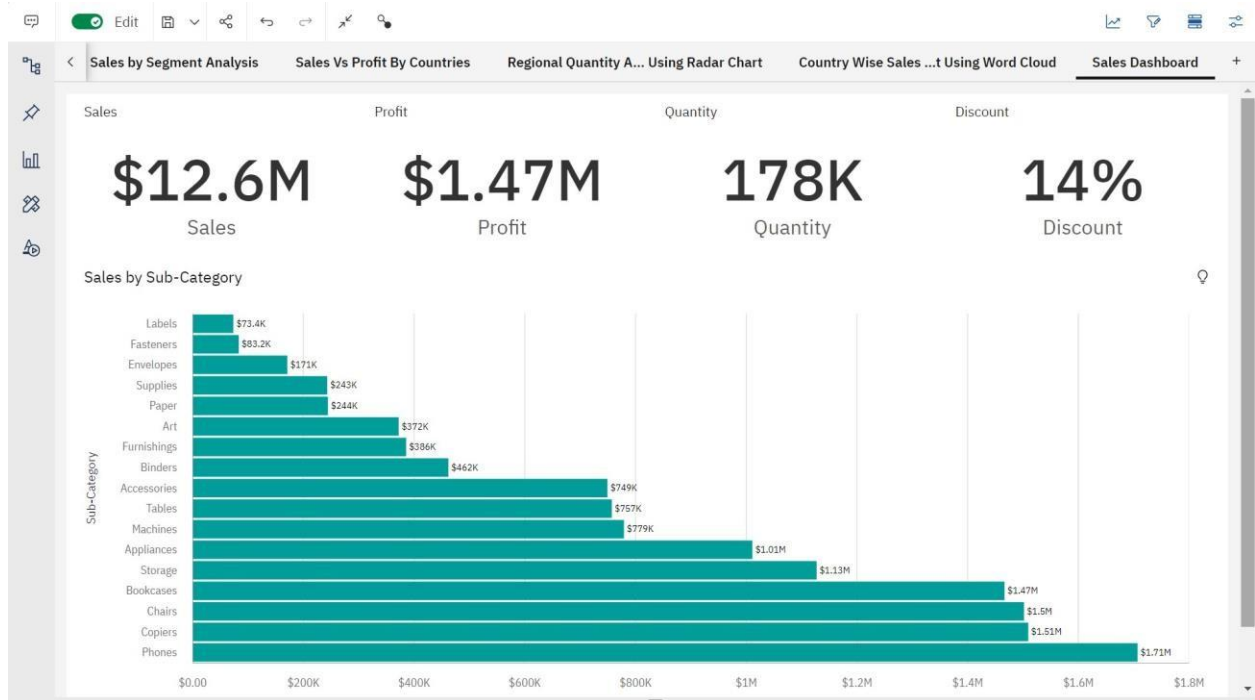 Edit
Sales by Segment Analysis
Sales Vs Profit By Countries
Regional Quantity A... Using Radar Chart
Country Wise Sales ...t Using Word Cloud
Sales Dashboard
Sales
Profit
Quantity
Discount
$12.6M
$1.47M
178K
14%
Sales
Profit
Quantity
Discount
Sales by Sub-Category
Sub-Category
Labels $73.4K
Fasteners $83.2K
Envelopes $171K
Supplies $243K
Paper $244K
Art $372K
Furnishings $386K
Binders $462K
Accessories $749K
Tables $757K
Machines $779K
Appliances $1.01M
Storage $1.13M
Bookcases $1.47M
Chairs $1.5M
Copiers $1.51M
Phones $1.71M
$0.00 $200K $400K $600K $800K $1M $1.2M $1.4M $1.6M $1.8M